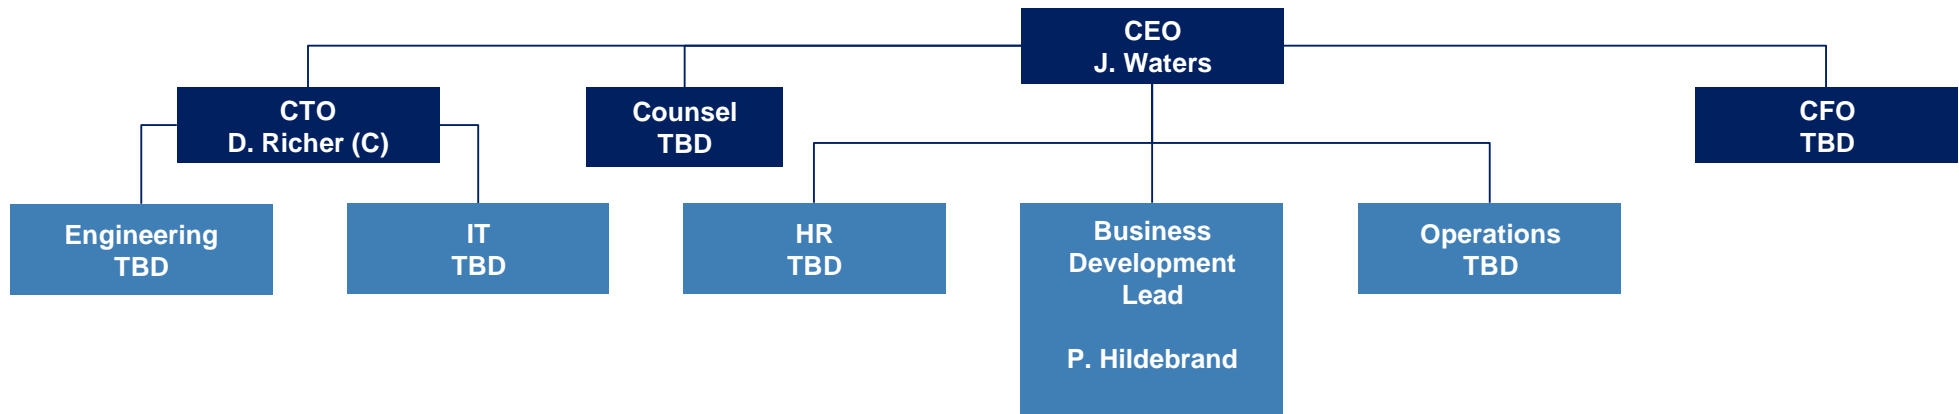 CEO
J. Waters
CTO
D. Richer (C)
Counsel
TBD
CFO
TBD
Engineering
TBD
IT
TBD
HR
TBD
Business
Development
Lead
P. Hildebrand
Operations
TBD